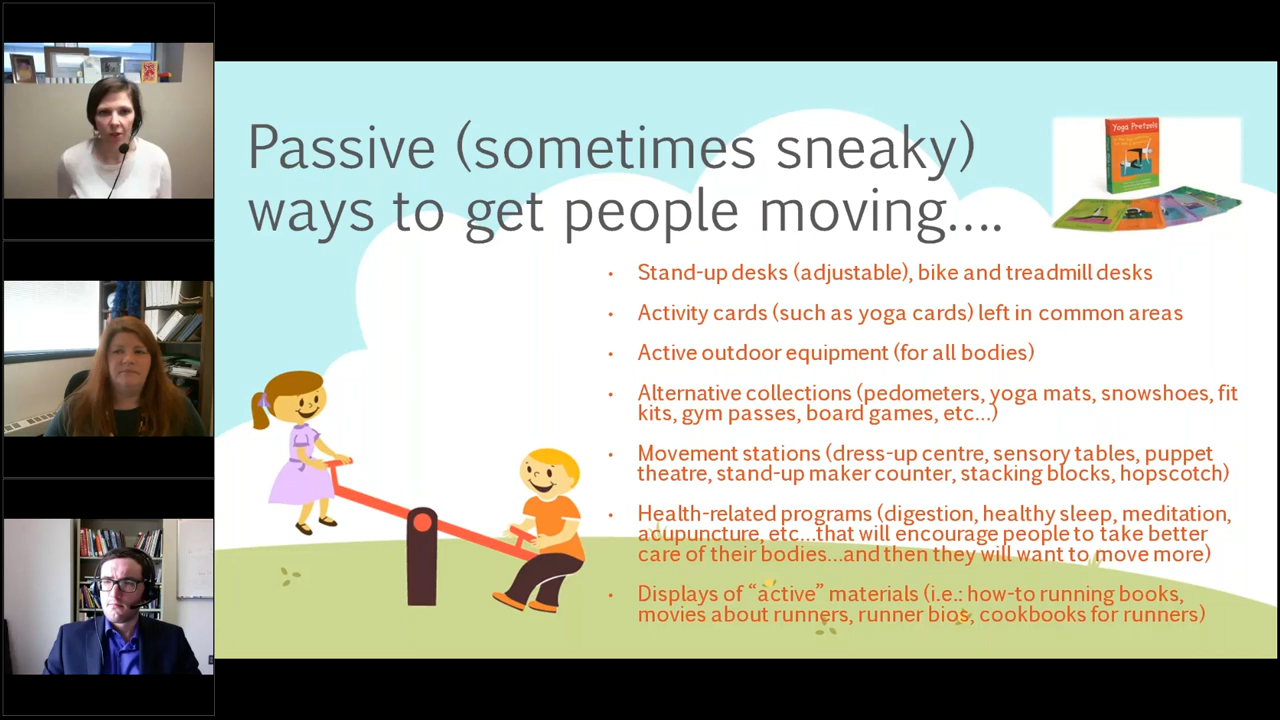 Passive (sometimes sneaky)
ways to get people moving....
Yoga Pretzels
• Stand-up desks (adjustable), bike and treadmill desks
• Activity cards (such as yoga cards) left in common areas
• Active outdoor equipment (for all bodies)
• Alternative collections (pedometers, yoga mats, snowshoes, fit
kits, gym passes, board games, etc...)
• Movement stations (dress-up centre, sensory tables, puppet
theatre, stand-up maker counter, stacking blocks, hopscotch)
• Health-related programs (digestion, healthy sleep, meditation,
acupuncture, etc...that will encourage people to take better
care of their bodies...and then they will want to move more)
• Displays of “active” materials (i.e.: how-to running books,
movies about runners, runner bios, cookbooks for runners)